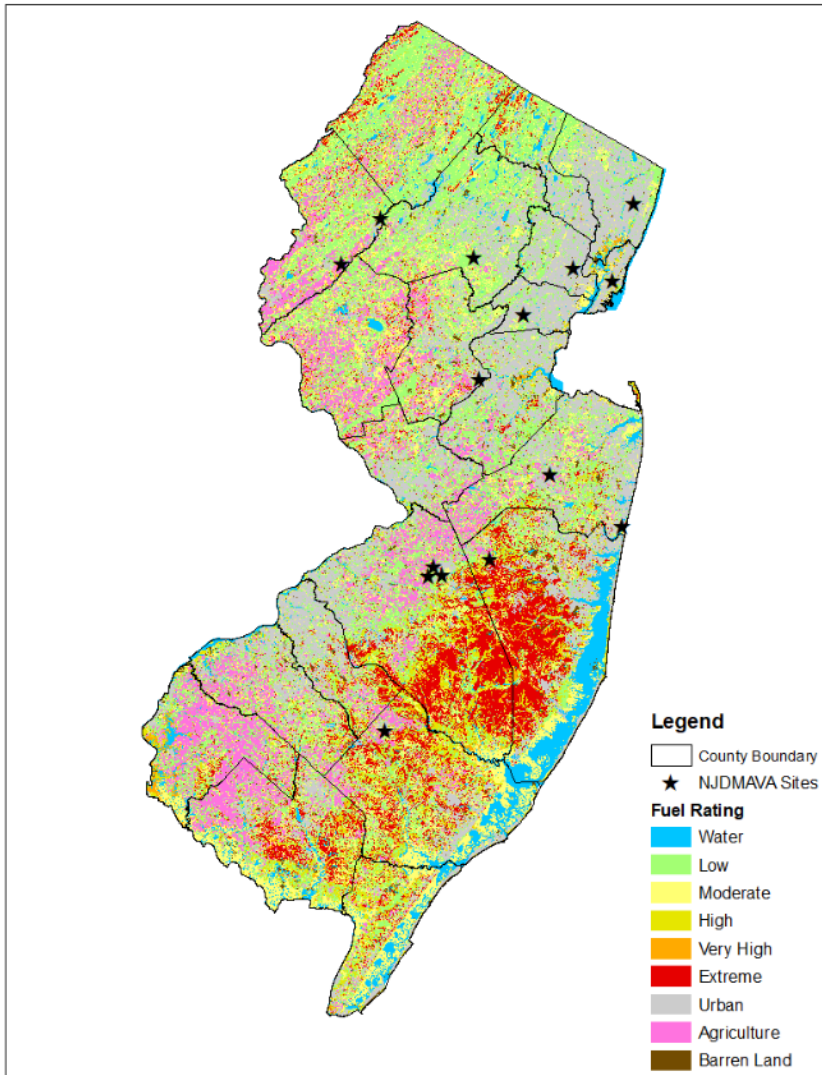 Legend
County Boundary
NJDMAVA Sites
Fuel Rating
Water
Low
Moderate
High
Very High
Extreme
Urban
Agriculture
Barren Land